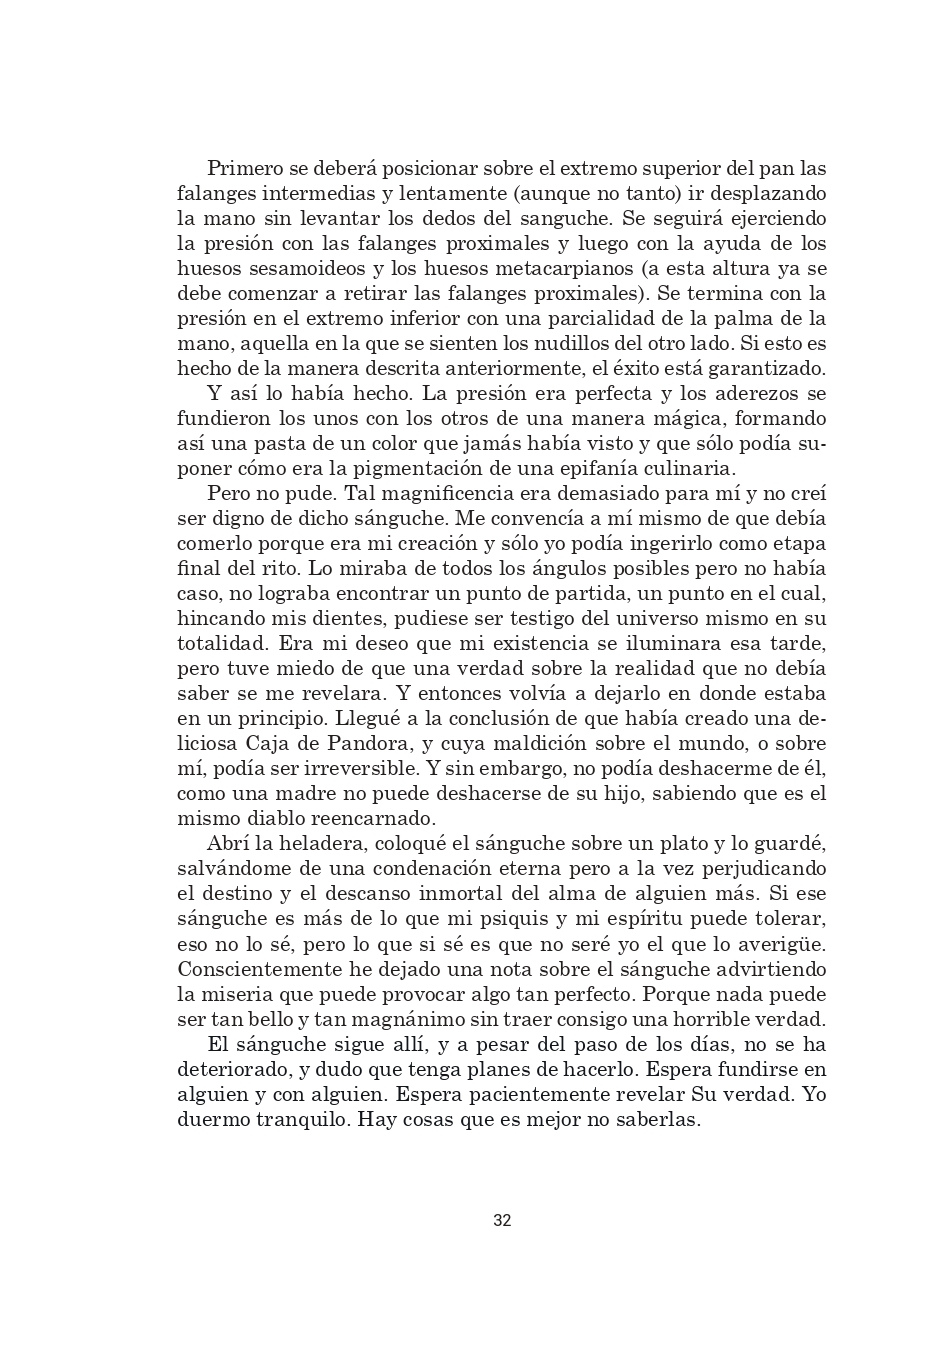 Primero se deberá posicionar sobre el extremo superior del pan las
falanges intermedias y lentamente (aunque no tanto) ir desplazando
la mano sin levantar los dedos del sanguche. Se seguirá ejerciendo
la presión con las falanges proximales y luego con la ayuda de los
huesos sesamoideos y los huesos metacarpianos (a esta altura ya se
debe comenzar a retirar las falanges proximales). Se termina con la
presión en el extremo inferior con una parcialidad de la palma de la
mano, aquella en la que se sienten los nudillos del otro lado. Si esto es
hecho de la manera descrita anteriormente, el éxito está garantizado.
Y así lo había hecho. La presión era perfecta y los aderezos se
fundieron los unos con los otros de una manera mágica, formando
así una pasta de un color que jamás había visto y que sólo podía su-
poner cómo era la pigmentación de una epifanía culinaria.
Pero no pude. Tal magnificencia era demasiado para mí y no creí
ser digno de dicho sánguche. Me convencía a mí mismo de que debía
comerlo porque era mi creación y sólo yo podía ingerirlo como etapa
final del rito. Lo miraba de todos los ángulos posibles pero no había
caso, no lograba encontrar un punto de partida, un punto en el cual,
hincando mis dientes, pudiese ser testigo del universo mismo en su
totalidad. Era mi deseo que mi existencia se iluminara esa tarde,
pero tuve miedo de que una verdad sobre la realidad que no debía
saber se me revelara. Y entonces volvía a dejarlo en donde estaba
en un principio. Llegué a la conclusión de que había creado una de-
liciosa Caja de Pandora, y cuya maldición sobre el mundo, o sobre
mí, podía ser irreversible. Y sin embargo, no podía deshacerme de él,
como una madre no puede deshacerse de su hijo, sabiendo que es el
mismo diablo reencarnado.
Abrí la heladera, coloqué el sánguche sobre un plato y lo guardé,
salvándome de una condenación eterna pero a la vez perjudicando
el destino y el descanso inmortal del alma de alguien más. Si ese
sánguche es más de lo que mi psiquis y mi espíritu puede tolerar,
eso no lo sé, pero lo que si sé es que no seré yo el que lo averigüe.
Conscientemente he dejado una nota sobre el sánguche advirtiendo
la miseria que puede provocar algo tan perfecto. Porque nada puede
ser tan bello y tan magnánimo sin traer consigo una horrible verdad.
El sánguche sigue allí, y a pesar del paso de los días, no se ha
deteriorado, y dudo que tenga planes de hacerlo. Espera fundirse en
alguien y con alguien. Espera pacientemente revelar Su verdad. Yo
duermo tranquilo. Hay cosas que es mejor no saberlas.
32